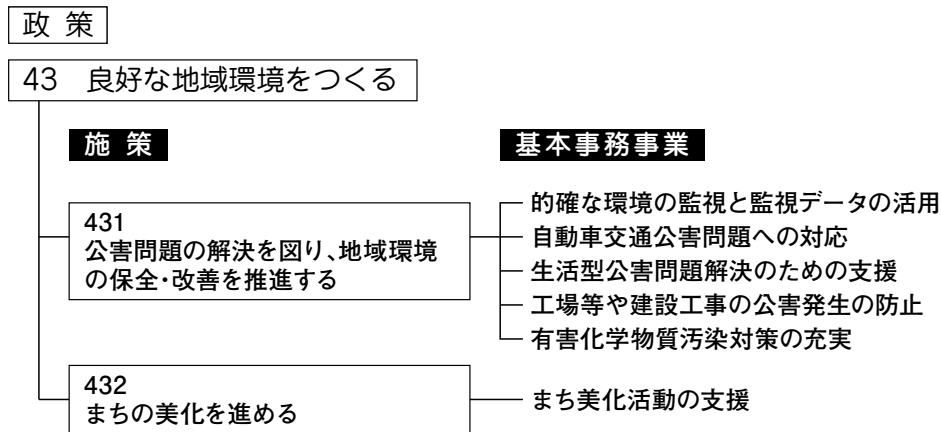 政 策
43 良好な地域環境をつくる
施 策
基本事務事業
431
公害問題の解決を図り、地域環境
の保全・改善を推進する
的確な環境の監視と監視データの活用
自動車交通公害問題への対応
生活型公害問題解決のための支援
工場等や建設工事の公害発生の防止
有害化学物質汚染対策の充実
432
まちの美化を進める
まち美化活動の支援